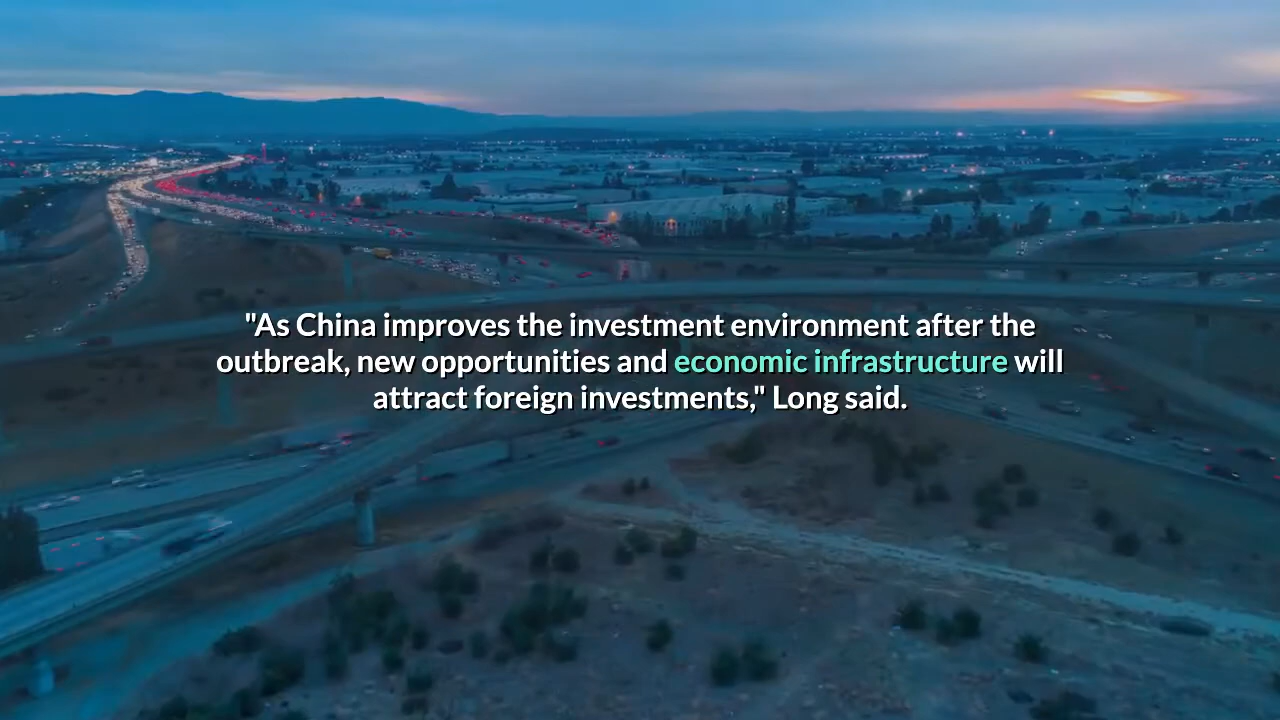 "As China improves the investment environment after the
outbreak, new opportunities and economic infrastructure will
attract foreign investments," Long said.